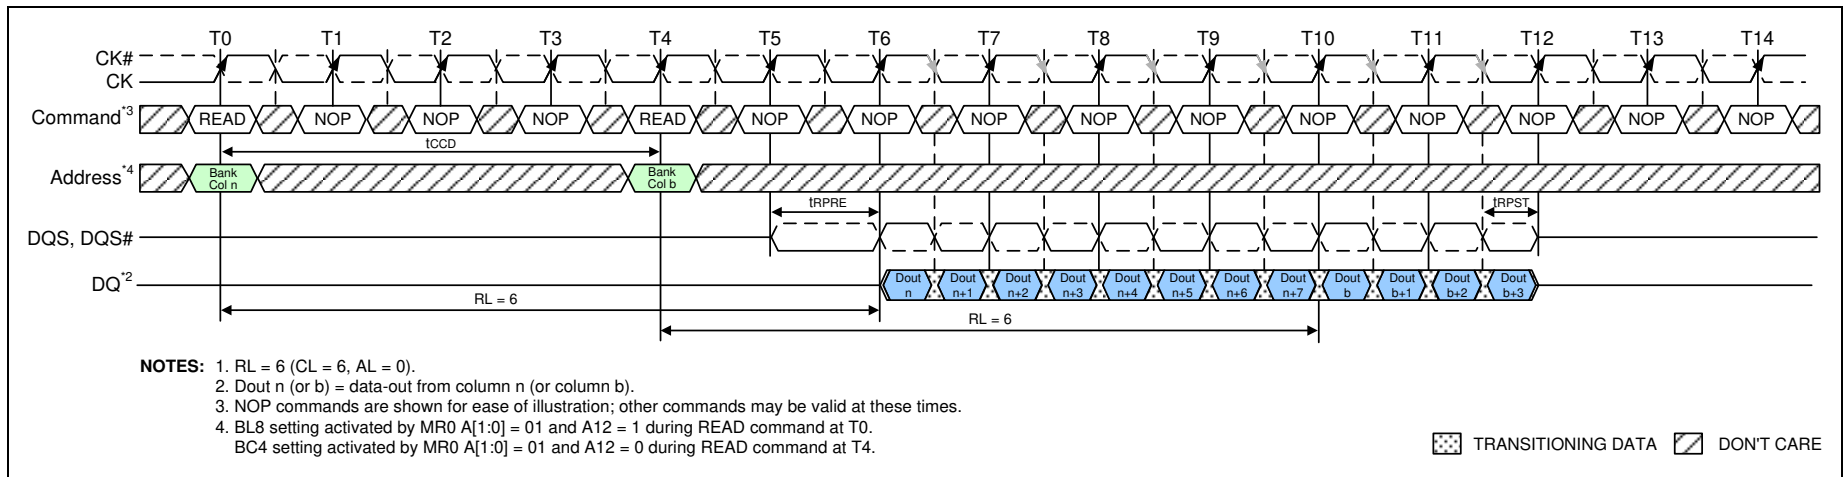 T0 T1 T2 T3 T4 T5 T6 T7 T8 T9 T10 T11 T12 T13 T14
CK#
CK
Command*3 READ NOP NOP NOP READ NOP NOP NOP NOP NOP NOP NOP NOP NOP NOP
tCCD
Address*4 Bank Col n Bank Col b
tRPRE tRPST
DQS, DQS#
DQ*2 Dout n Dout n+1 Dout n+2 Dout n+3 Dout n+4 Dout n+5 Dout n+6 Dout n+7 Dout b Dout b+1 Dout b+2 Dout b+3
RL = 6
RL = 6
NOTES: 1. RL = 6 (CL = 6, AL = 0).
2. Dout n (or b) = data-out from column n (or column b).
3. NOP commands are shown for ease of illustration; other commands may be valid at these times.
4. BL8 setting activated by MR0 A[1:0] = 01 and A12 = 1 during READ command at T0.
BC4 setting activated by MR0 A[1:0] = 01 and A12 = 0 during READ command at T4.
TRANSITIONING DATA DON'T CARE